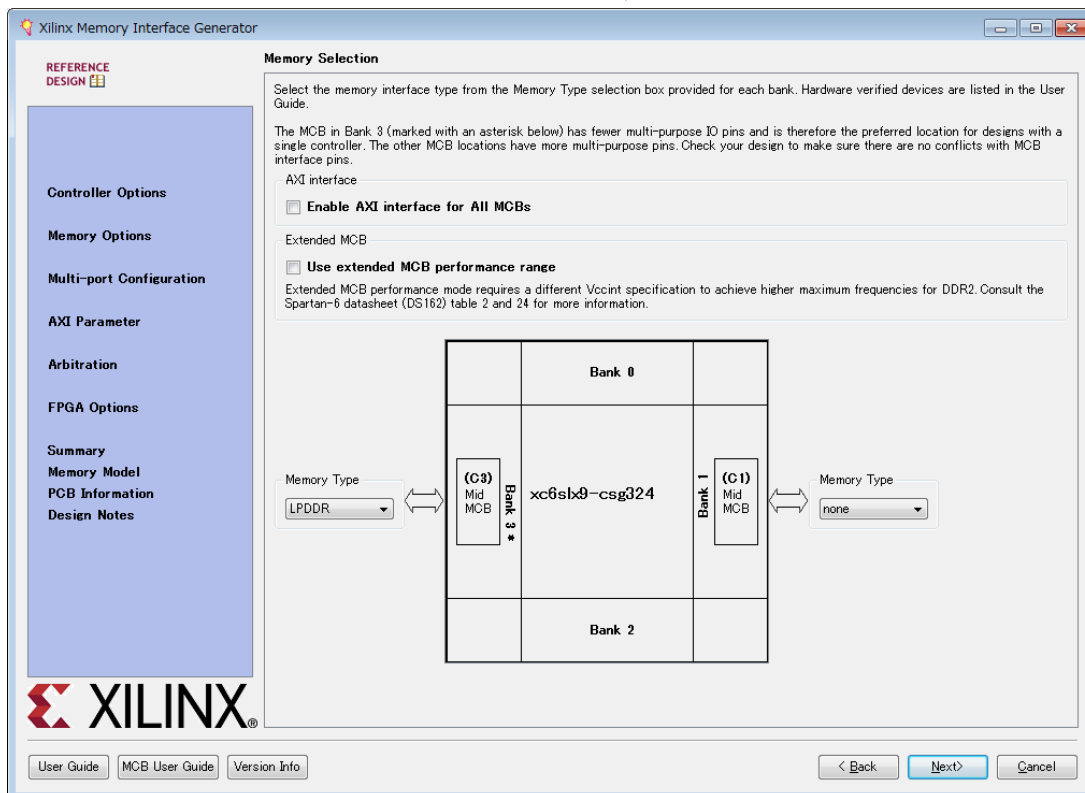 Xilinx Memory Interface Generator
REFERENCE
DESIGN
Controller Options
Memory Options
Multi-port Configuration
AXI Parameter
Arbitration
FPGA Options
Summary
Memory Model
PCB Information
Design Notes
XILINX®
Memory Selection
Select the memory interface type from the Memory Type selection box provided for each bank. Hardware verified devices are listed in the User
Guide.
The MCB in Bank 3 (marked with an asterisk below) has fewer multi-purpose IO pins and is therefore the preferred location for designs with a
single controller. The other MCB locations have more multi-purpose pins. Check your design to make sure there are no conflicts with MCB
interface pins.
AXI interface
Enable AXI interface for All MCBs
Extended MCB
Use extended MCB performance range
Extended MCB performance mode requires a different Vccint specification to achieve higher maximum frequencies for DDR2. Consult the
Spartan-6 datasheet (DS162) table 2 and 24 for more information.
Bank 0
Memory Type
LPDDR
(C3)
Mid
MCB
Bank 3 *
xc6slx9-csg324
Bank 1
(C1)
Mid
MCB
Memory Type
none
Bank 2
User Guide
MCB User Guide
Version Info
< Back
Next>
Cancel